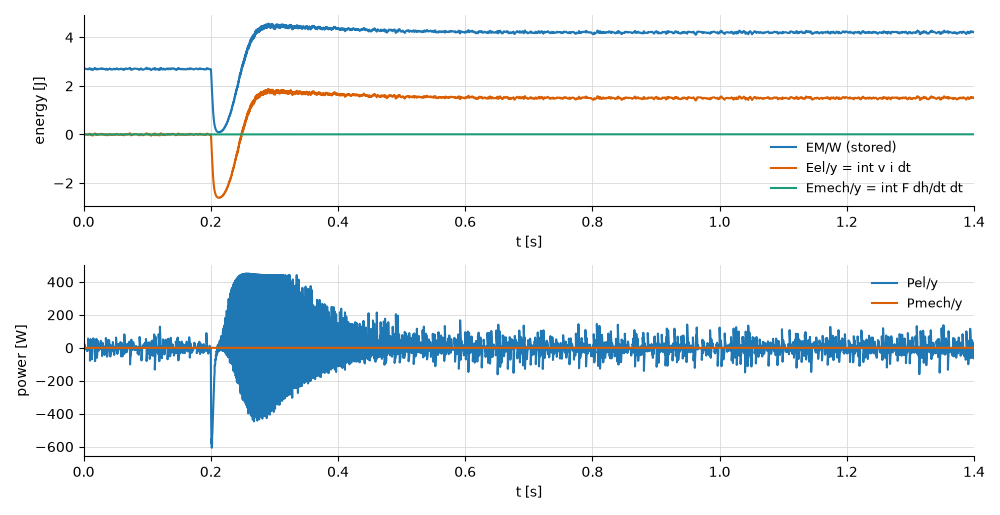 4
2
0
−2
energy [J]
EM/W (stored)
Eel/y = int v i dt
Emech/y = int F dh/dt dt
0.0 0.2 0.4 0.6 0.8 1.0 1.2 1.4
t [s]
400
200
0
−200
−400
−600
power [W]
Pel/y
Pmech/y
0.0 0.2 0.4 0.6 0.8 1.0 1.2 1.4
t [s]